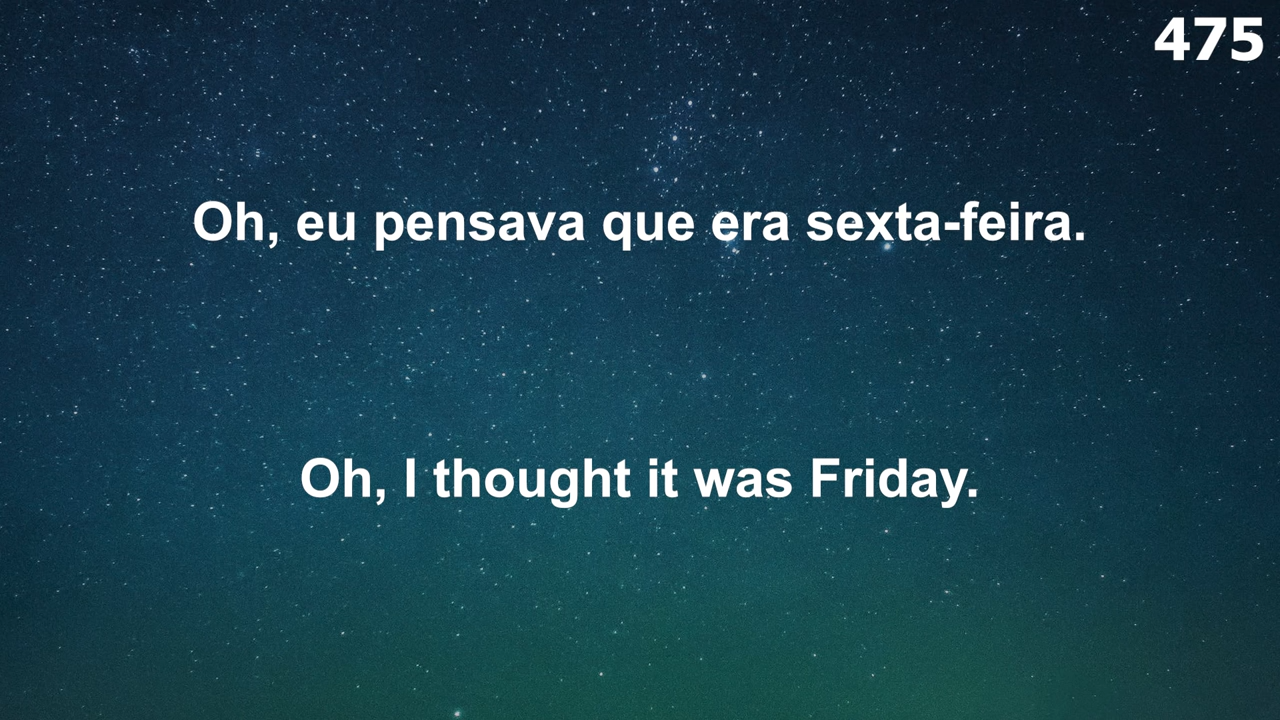 475
Oh, eu pensava que era sexta-feira.
Oh, I thought it was Friday.